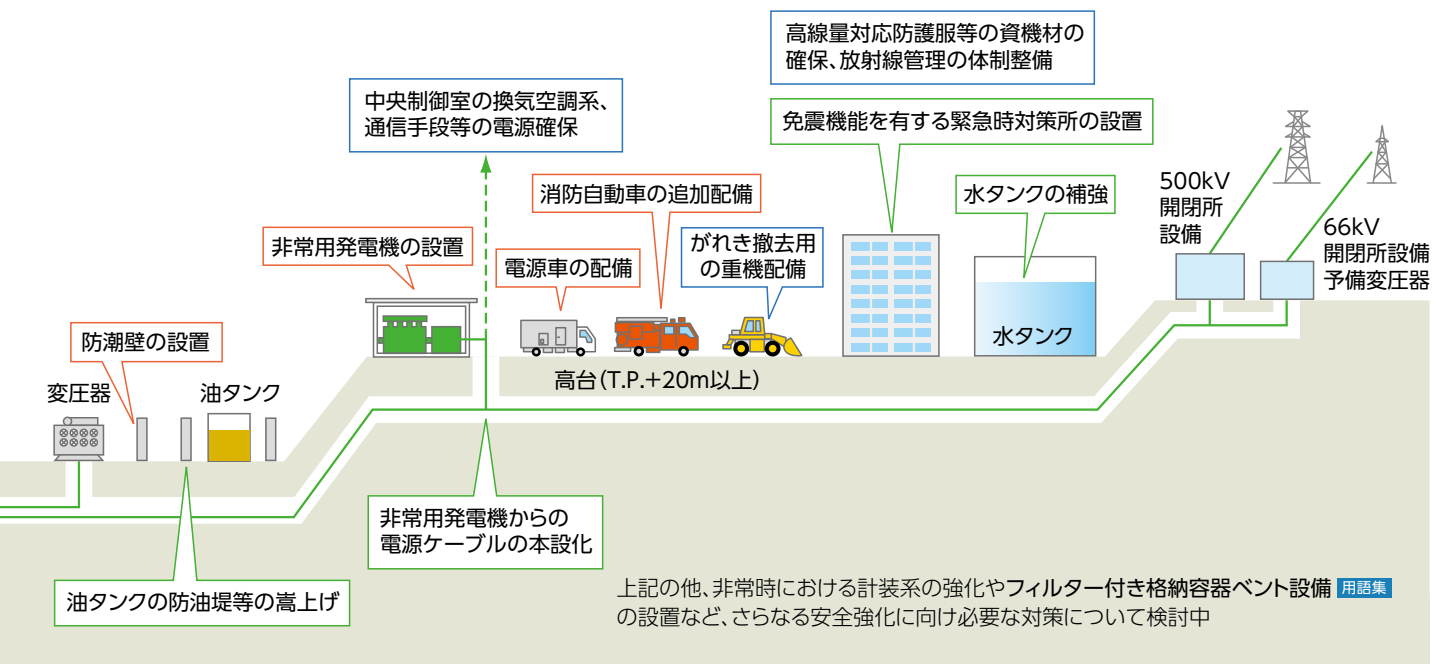 高線量対応防護服等の資機材の
確保、放射線管理の体制整備
中央制御室の換気空調系、
通信手段等の電源確保
免震機能を有する緊急時対策所の設置
消防自動車の追加配備
水タンクの補強
500kV
開閉所
設備
66kV
開閉所設備
予備変圧器
非常用発電機の設置
電源車の配備
がれき撤去用
の重機配備
水タンク
防潮壁の設置
高台(T.P.+20m以上)
変圧器
油タンク
非常用発電機からの
電源ケーブルの本設化
油タンクの防油堤等の嵩上げ
上記の他、非常時における計装系の強化やフィルター付き格納容器ベント設備 用語集
の設置など、さらなる安全強化に向け必要な対策について検討中